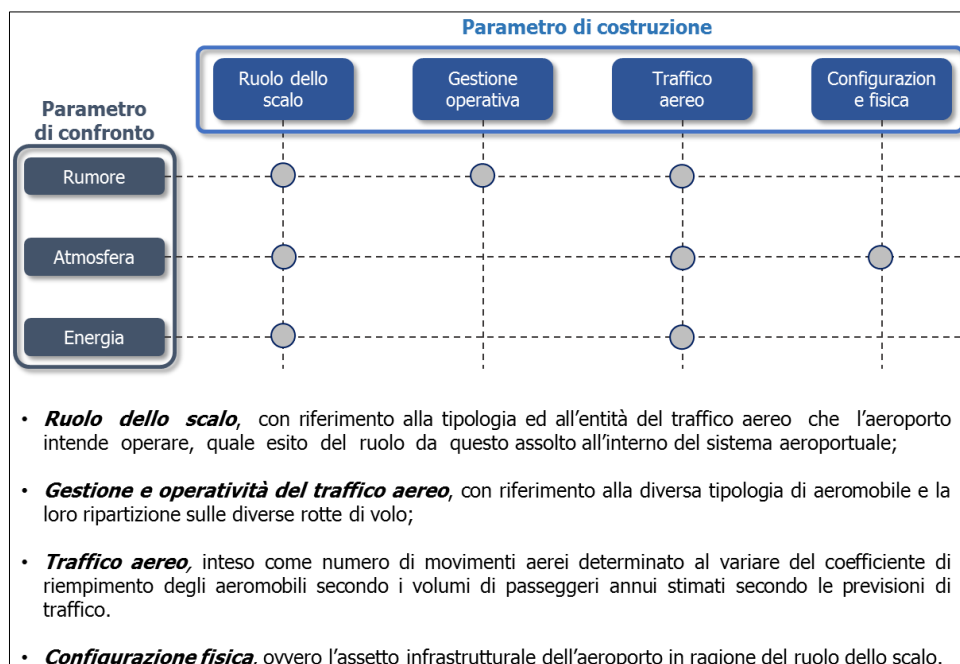 Parametro di costruzione
Ruolo dello
scalo
Gestione
operativa
Traffico
aereo
Configurazion
e fisica
Parametro
di confronto
Rumore
Atmosfera
Energia
• Ruolo dello scalo, con riferimento alla tipologia ed all'entità del traffico aereo che l'aeroporto
intende operare, quale esito del ruolo da questo assolto all'interno del sistema aeroportuale;
• Gestione e operatività del traffico aereo, con riferimento alla diversa tipologia di aeromobile e la
loro ripartizione sulle diverse rotte di volo;
• Traffico aereo, inteso come numero di movimenti aerei determinato al variare del coefficiente di
riempimento degli aeromobili secondo i volumi di passeggeri annui stimati secondo le previsioni di
traffico.
• Configurazione fisica, ovvero l'assetto infrastrutturale dell'aeroporto in ragione del ruolo dello scalo.